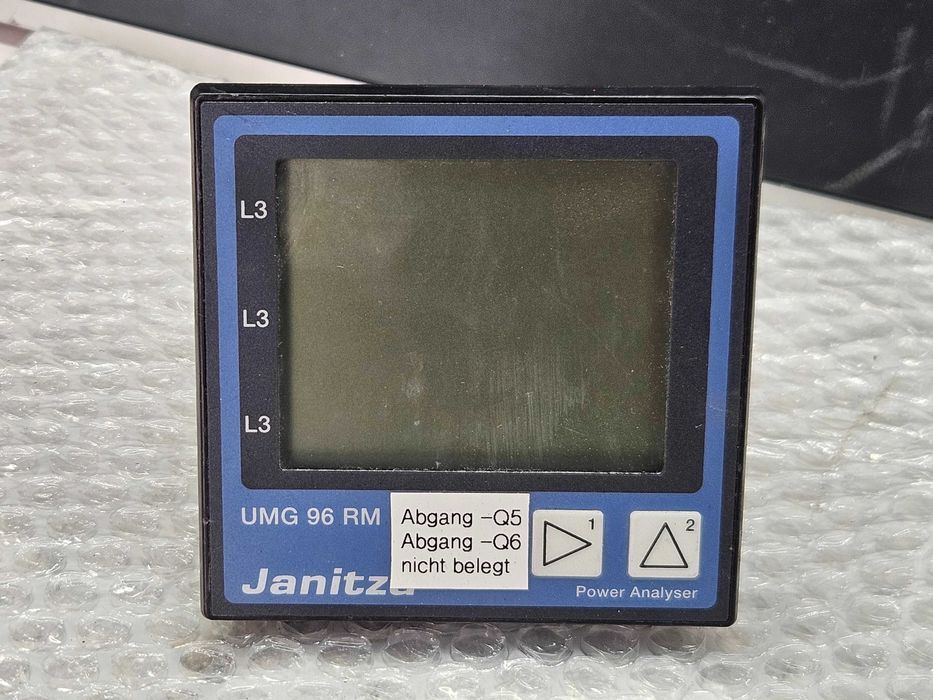 L3
L3
L3
UMG 96 RM
Abgang –Q5
Abgang –Q6
nicht belegt
1
2
Janitza
Power Analyser